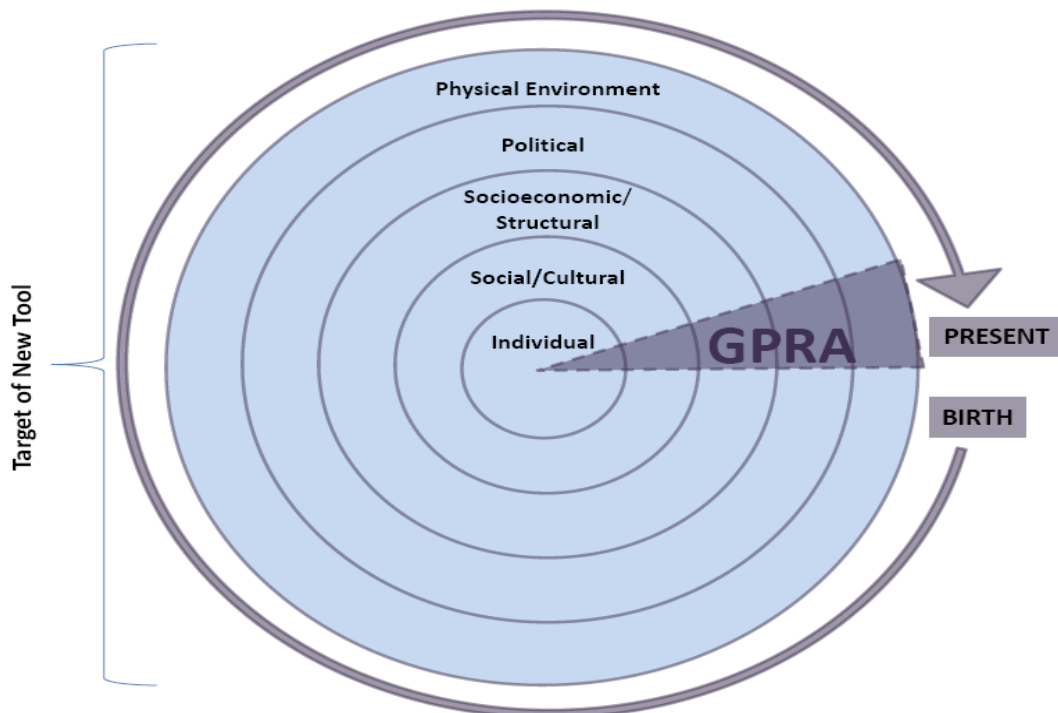 Physical Environment
Political
Socioeconomic/
Structural
Social/Cultural
Individual
GPRA
PRESENT
BIRTH
Target of New Tool